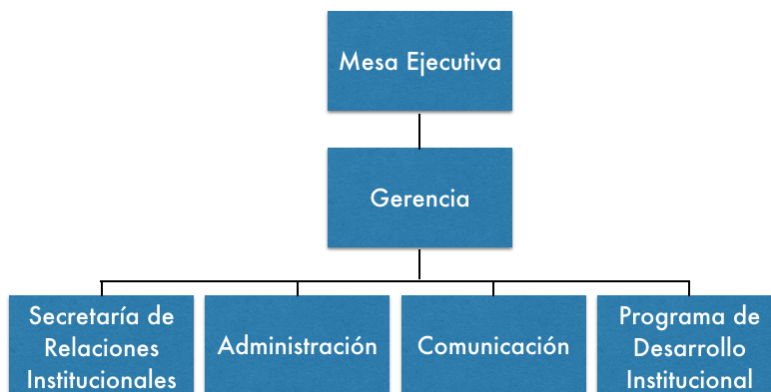 Mesa Ejecutiva
Gerencia
Secretaría de
Relaciones
Institucionales
Administración
Comunicación
Programa de
Desarrollo
Institucional